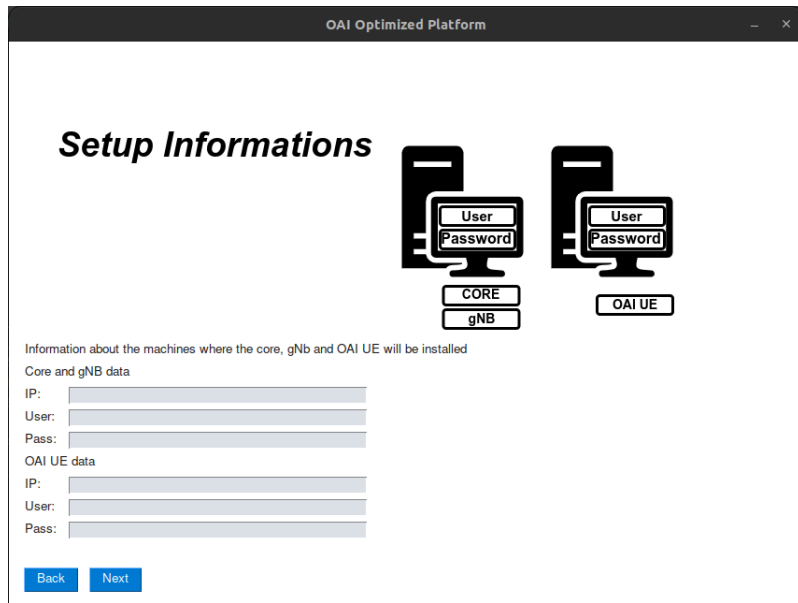 OAI Optimized Platform
Setup Informations
User
Password
User
Password
CORE
gNB
OAI UE
Information about the machines where the core, gNb and OAI UE will be installed
Core and gNB data
IP:
User:
Pass:
OAI UE data
IP:
User:
Pass:
Back Next